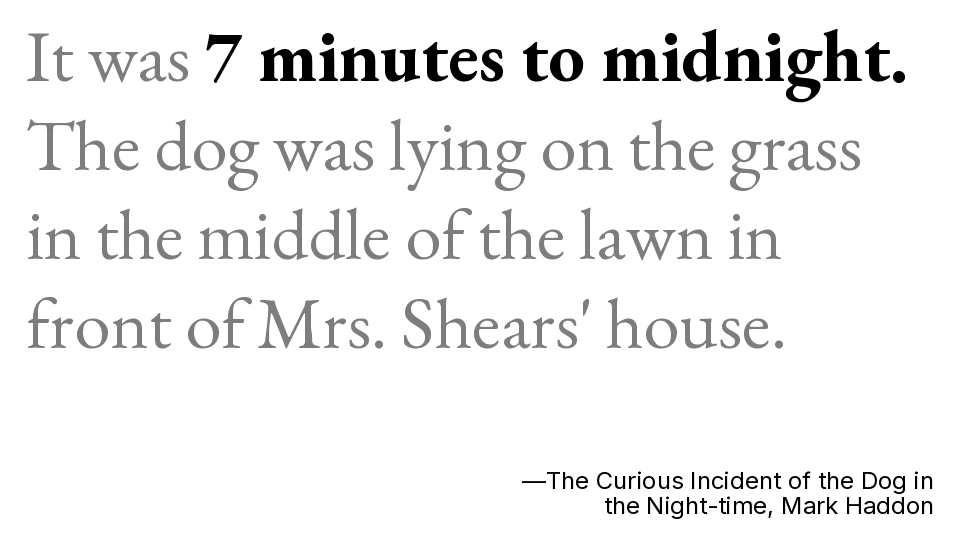 It was 7 minutes to midnight.
The dog was lying on the grass
in the middle of the lawn in
front of Mrs. Shears' house.
—The Curious Incident of the Dog in
the Night-time, Mark Haddon